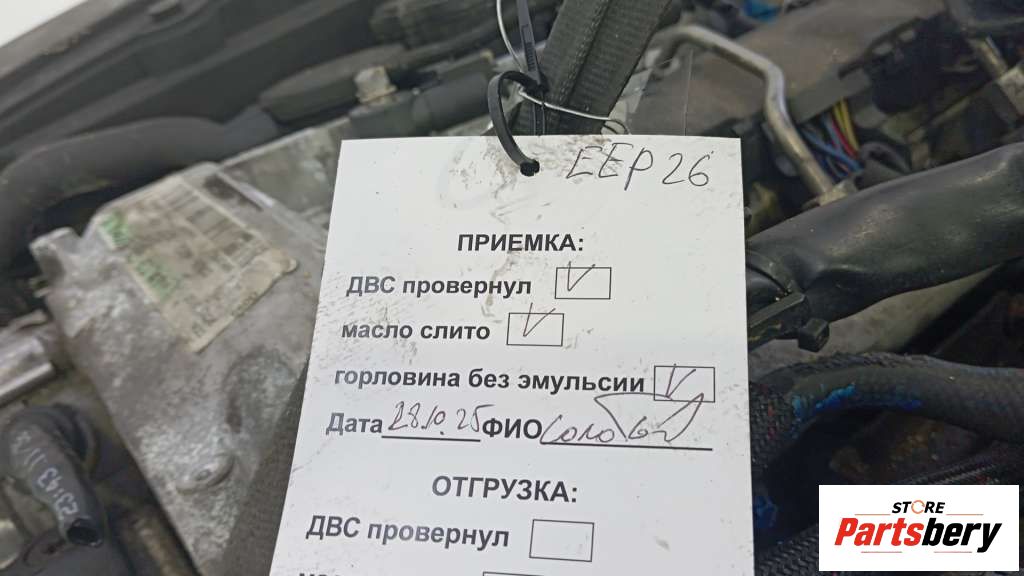 EEP 26
ПРИЕМКА:
ДВС провернул V
масло слито V
горловина без эмульсии V
Дата 28.10.25 ФИО
ОТГРУЗКА:
ДВС провернул
STORE
Partsbery